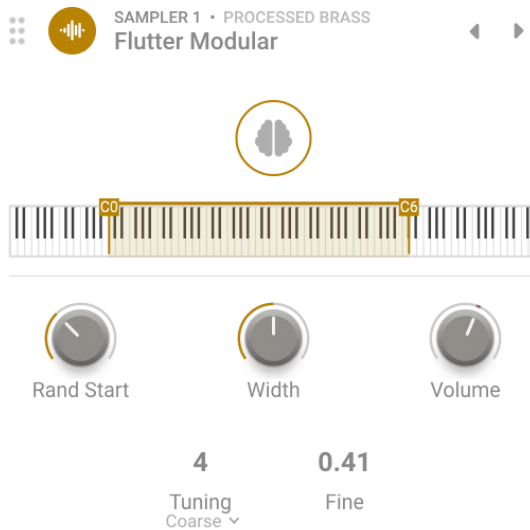 SAMPLER 1 • PROCESSED BRASS
Flutter Modular
C0 C6
Rand Start Width Volume
4 0.41
Tuning Fine
Coarse